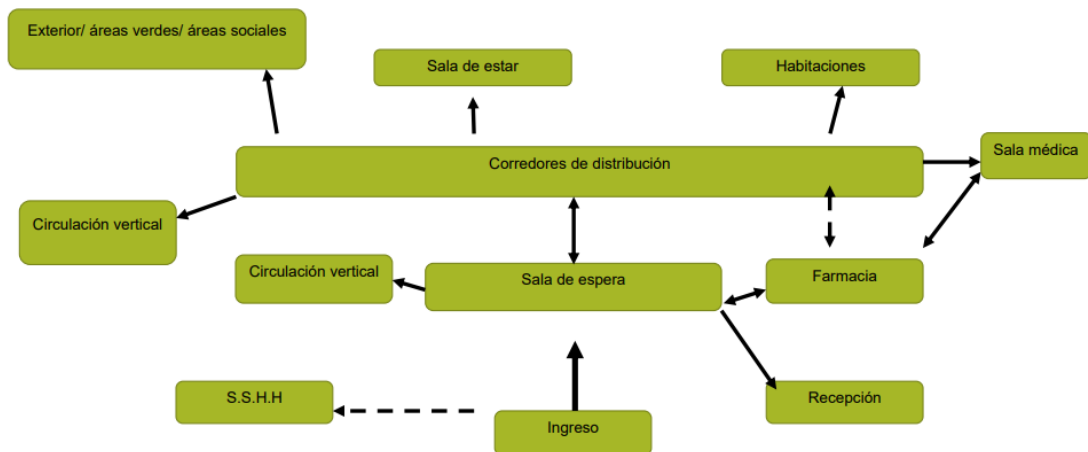 Exterior/ áreas verdes/ áreas sociales
Sala de estar
Habitaciones
Corredores de distribución
Sala médica
Circulación vertical
Circulación vertical
Sala de espera
Farmacia
S.S.H.H
Recepción
Ingreso